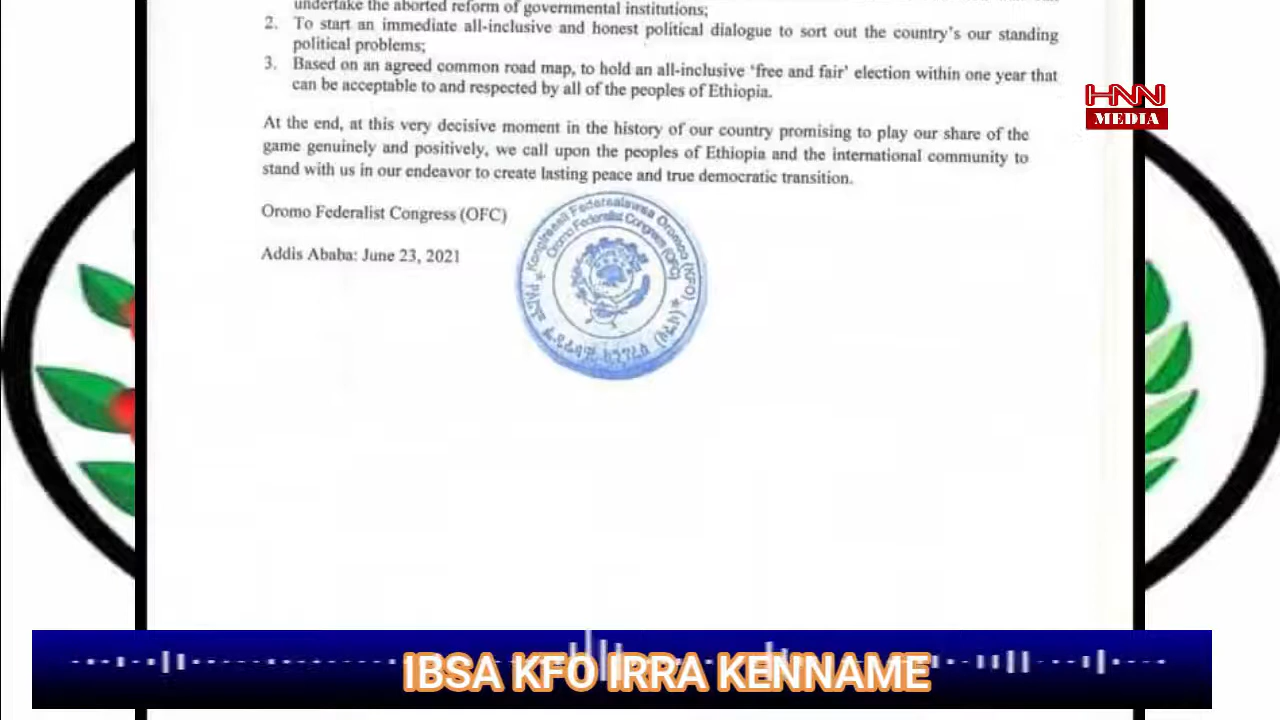 undertake the aborted reform of governmental institutions;
2. To start an immediate all-inclusive and honest political dialogue to sort out the country's our standing
political problems;
3. Based on an agreed common road map, to hold an all-inclusive 'free and fair' election within one year that
can be acceptable to and respected by all of the peoples of Ethiopia.
At the end, at this very decisive moment in the history of our country promising to play our share of the
game genuinely and positively, we call upon the peoples of Ethiopia and the international community to
stand with us in our endeavor to create lasting peace and true democratic transition.
Oromo Federalist Congress (OFC)
Addis Ababa: June 23, 2021
Oromo (KFO)
Oromo Federalist Congress (OFC)
HNN
MEDIA
IBSA KFO IRRA KENNAME